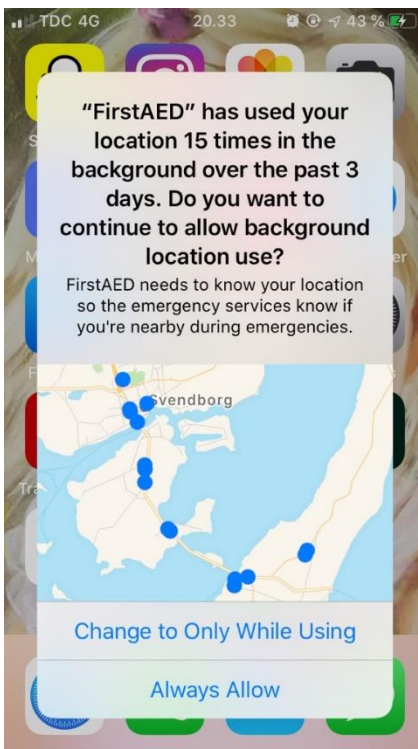 TDC 4G
20.33
43 %
“FirstAED” has used your
location 15 times in the
background over the past 3
days. Do you want to
continue to allow background
location use?
FirstAED needs to know your location
so the emergency services know if
you're nearby during emergencies.
Svendborg
Change to Only While Using
Always Allow